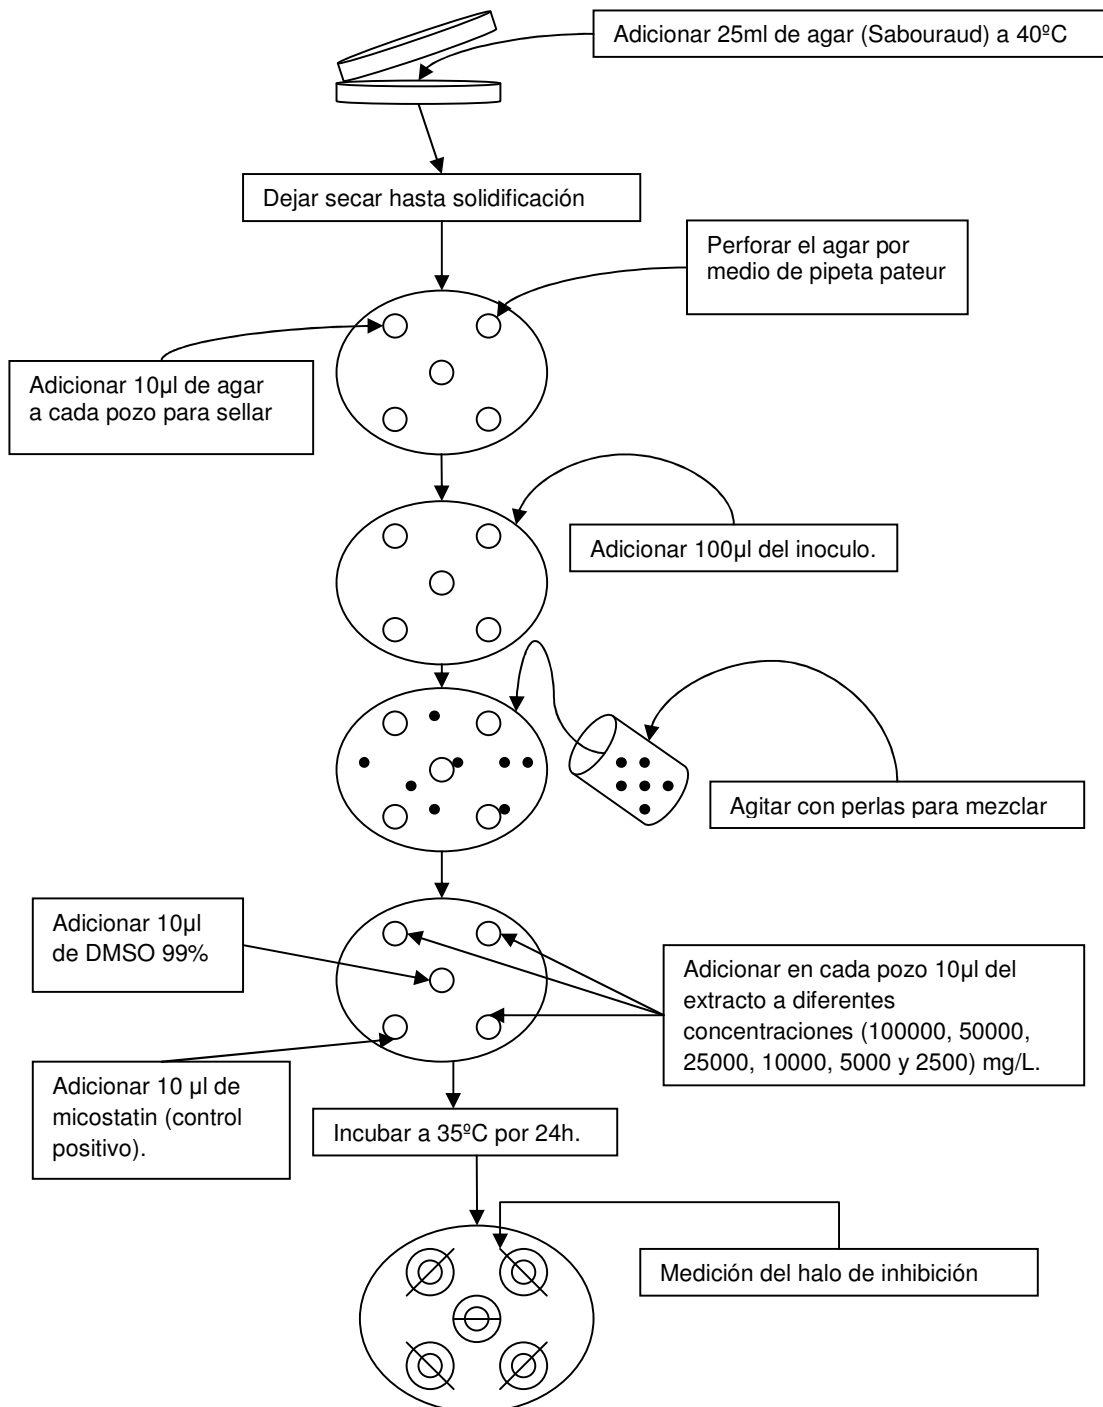 Adicionar 25ml de agar (Sabouraud) a 40ºC
Dejar secar hasta solidificación
Perforar el agar por
medio de pipeta pateur
Adicionar 10µl de agar
a cada pozo para sellar
Adicionar 100µl del inoculo.
Agitar con perlas para mezclar
Adicionar 10µl
de DMSO 99%
Adicionar en cada pozo 10µl del
extracto a diferentes
concentraciones (100000, 50000,
25000, 10000, 5000 y 2500) mg/L.
Adicionar 10 µl de
micostatin (control
positivo).
Incubar a 35ºC por 24h.
Medición del halo de inhibición